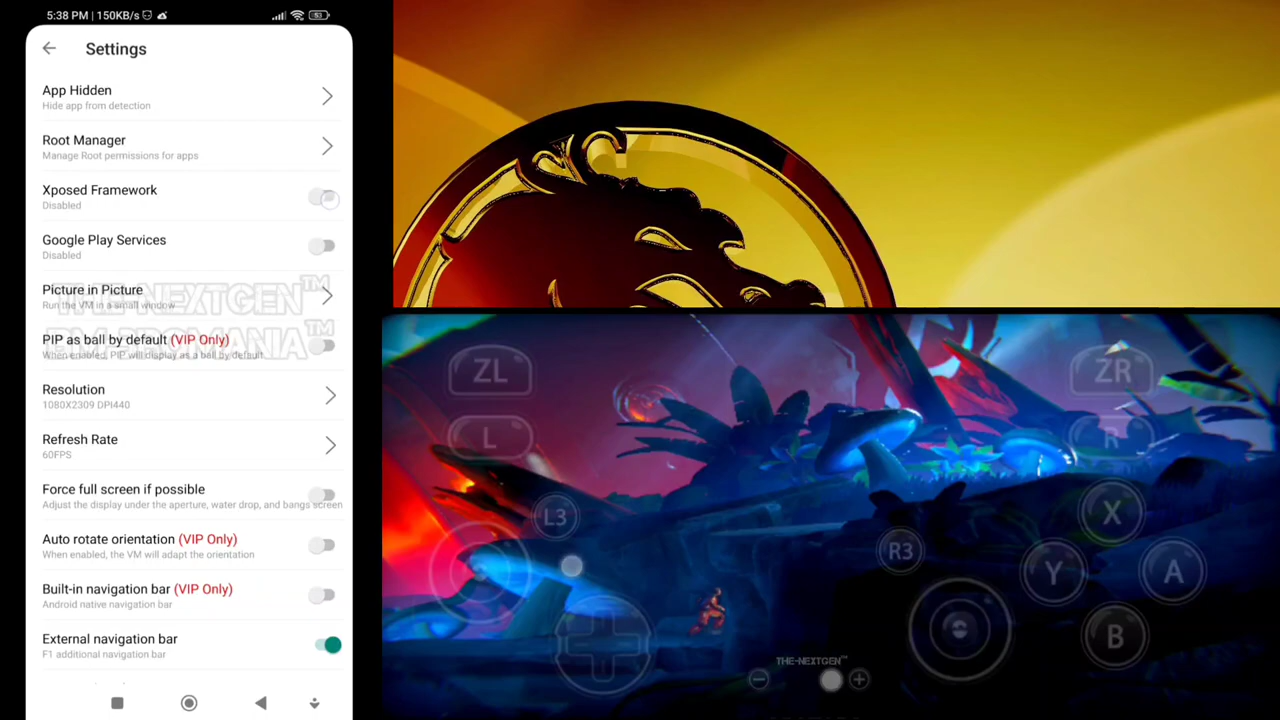 5:38 PM | 150KB/s
53
Settings
App Hidden
Hide app from detection
Root Manager
Manage Root permissions for apps
Xposed Framework
Disabled
Google Play Services
Disabled
Picture in Picture
Run the VM in a small window
THE-NEXTGEN™
PIP as ball by default (VIP Only)
When enabled, PIP will display as a ball by default
Resolution
1080X2309 DPI440
Refresh Rate
60FPS
Force full screen if possible
Adjust the display under the aperture, water drop, and bangs screen
Auto rotate orientation (VIP Only)
When enabled, the VM will adapt the orientation
Built-in navigation bar (VIP Only)
Android native navigation bar
External navigation bar
F1 additional navigation bar
ZL
ZR
L
R
L3
X
R3
Y
A
B
THE-NEXTGEN™